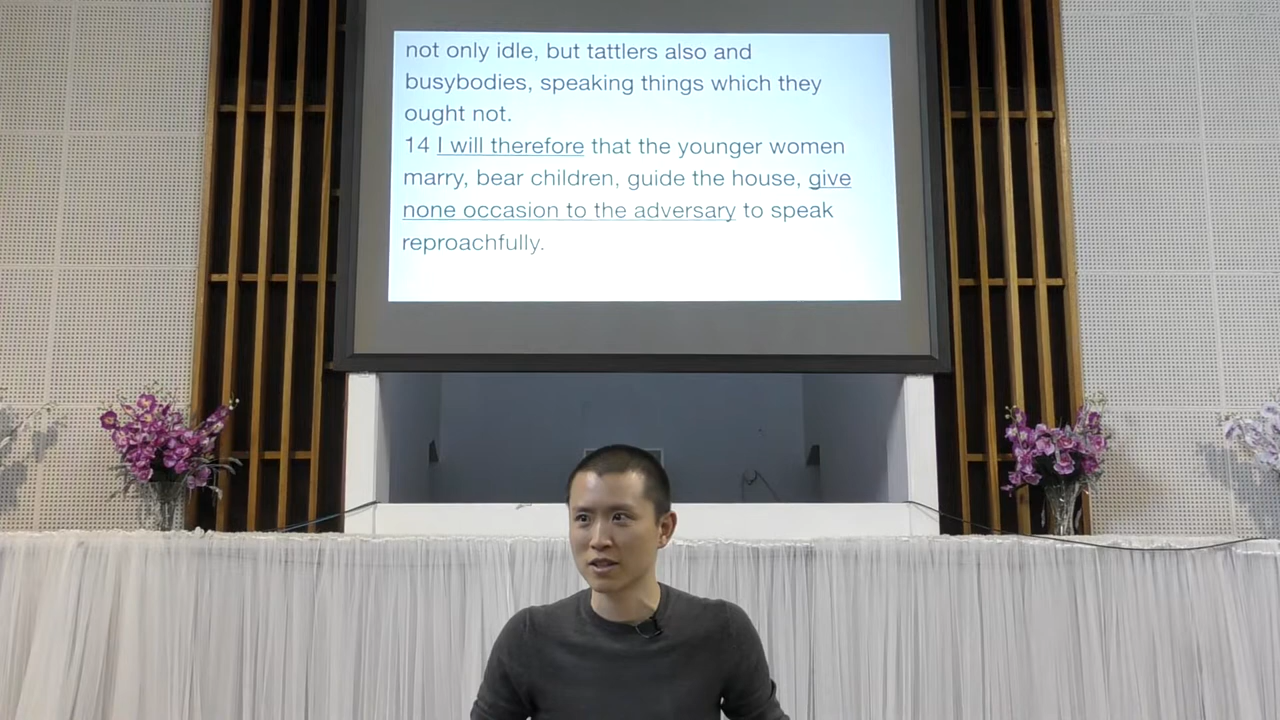 not only idle, but tattlers also and
busybodies, speaking things which they
ought not.
14 I will therefore that the younger women
marry, bear children, guide the house, give
none occasion to the adversary to speak
reproachfully.